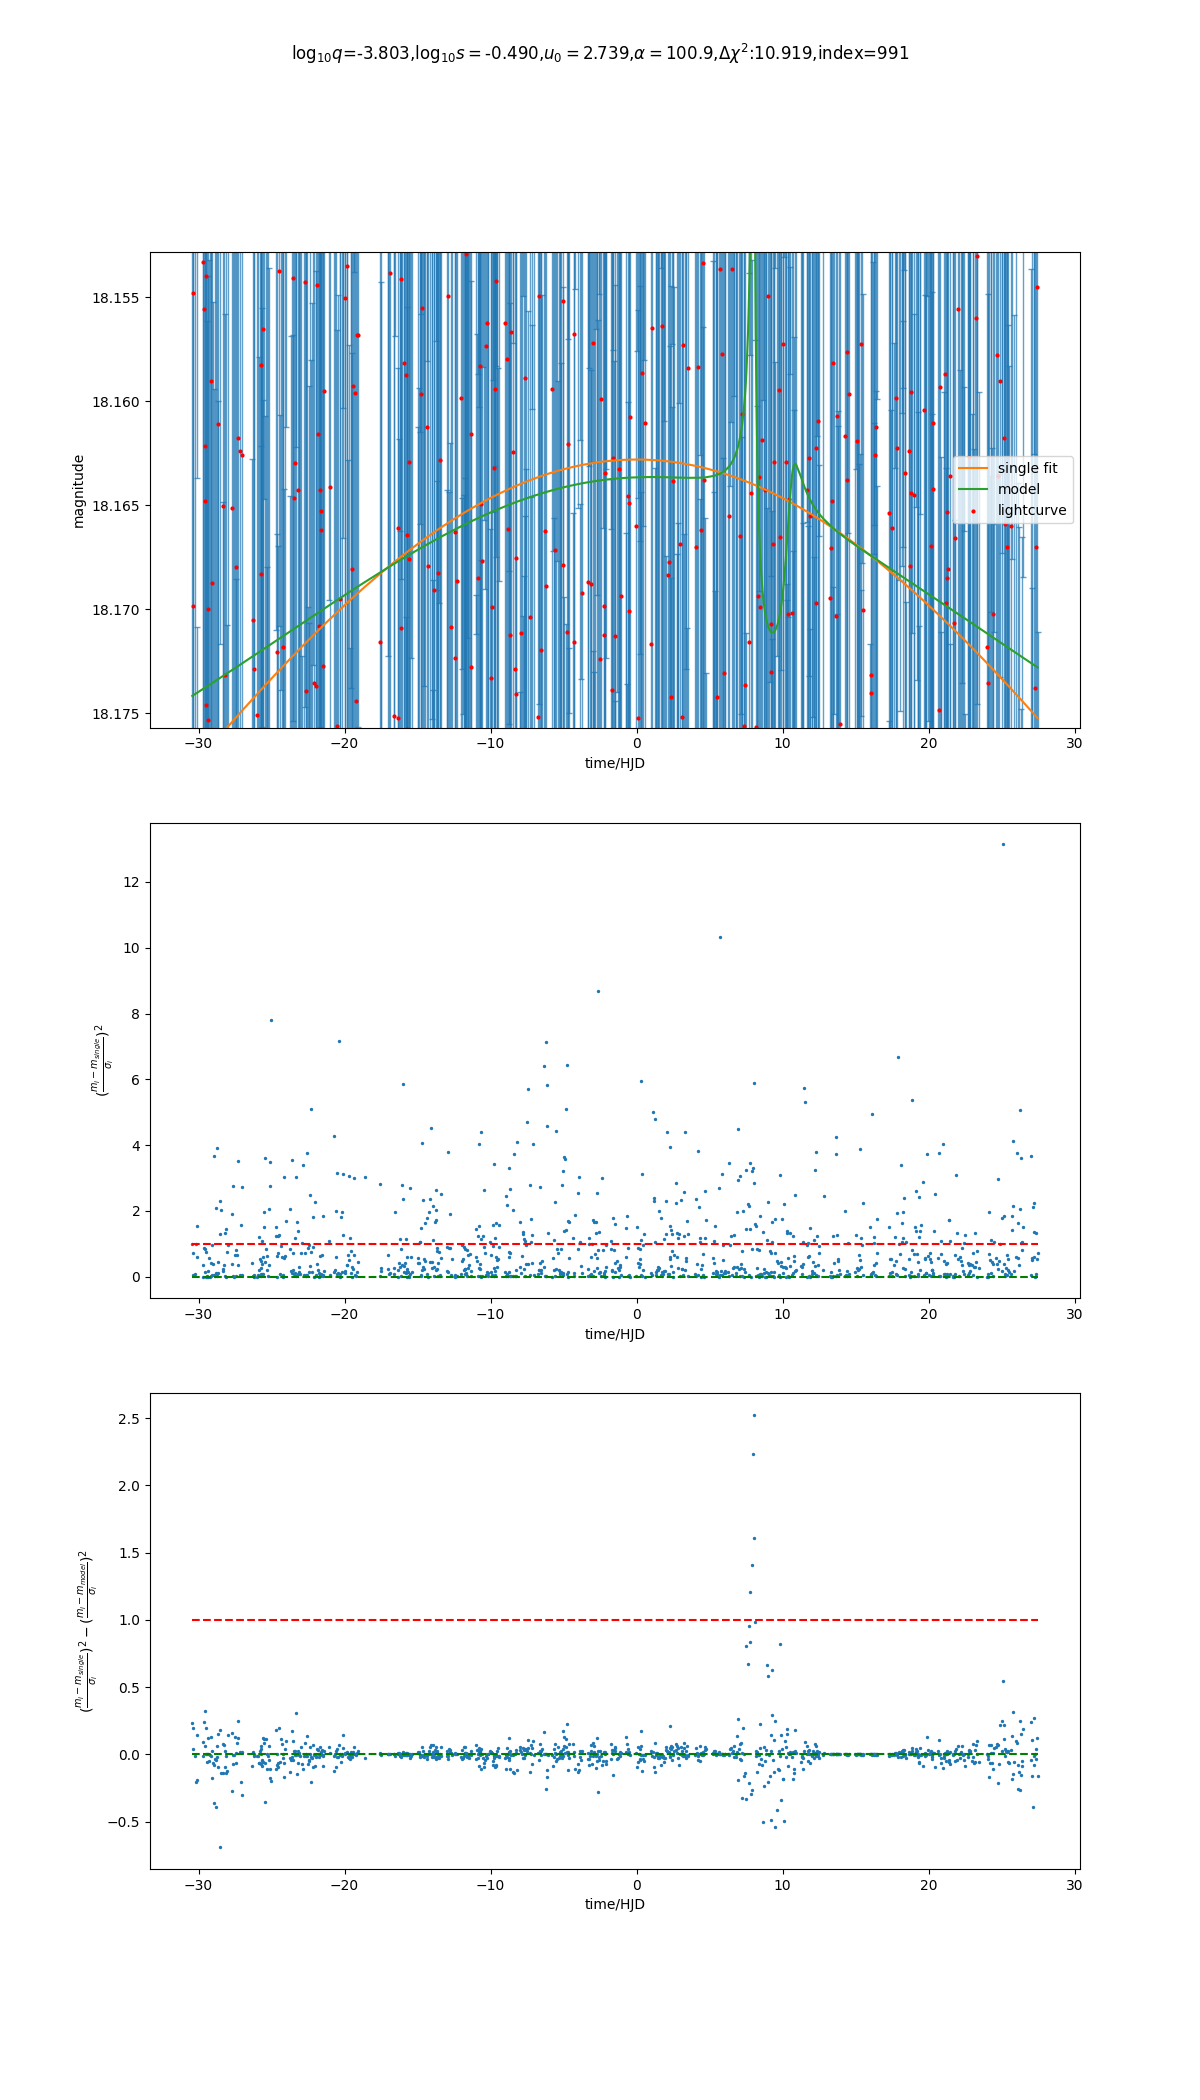 log₁₀q=-3.803,log₁₀s = -0.490,u₀ = 2.739,α = 100.9,Δχ²:10.919,index=991
18.155
18.160
18.165
18.170
18.175
magnitude
single fit
model
lightcurve
−30 −20 −10 0 10 20 30
time/HJD
12
10
8
6
4
2
0
(\frac{m_i − m_{single}}{σ_i})²
−30 −20 −10 0 10 20 30
time/HJD
2.5
2.0
1.5
1.0
0.5
0.0
−0.5
(\frac{m_i − m_{single}}{σ_i})² − (\frac{m_i − m_{model}}{σ_i})²
−30 −20 −10 0 10 20 30
time/HJD